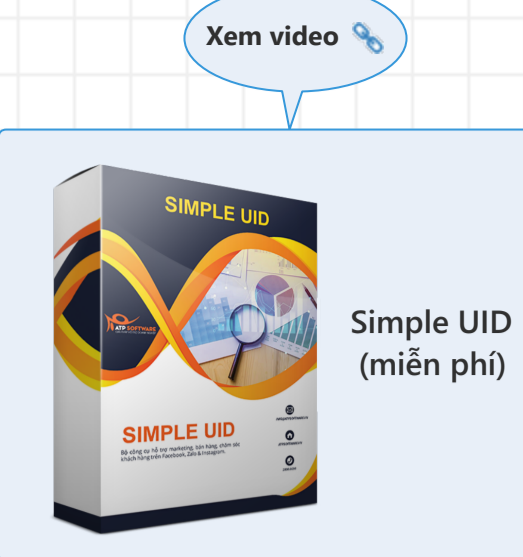 Xem video
SIMPLE UID
ATP SOFTWARE
SIMPLE UID
Bộ công cụ hỗ trợ marketing, bán hàng, chăm sóc
khách hàng trên Facebook, Zalo & Instagram.
Simple UID
(miễn phí)